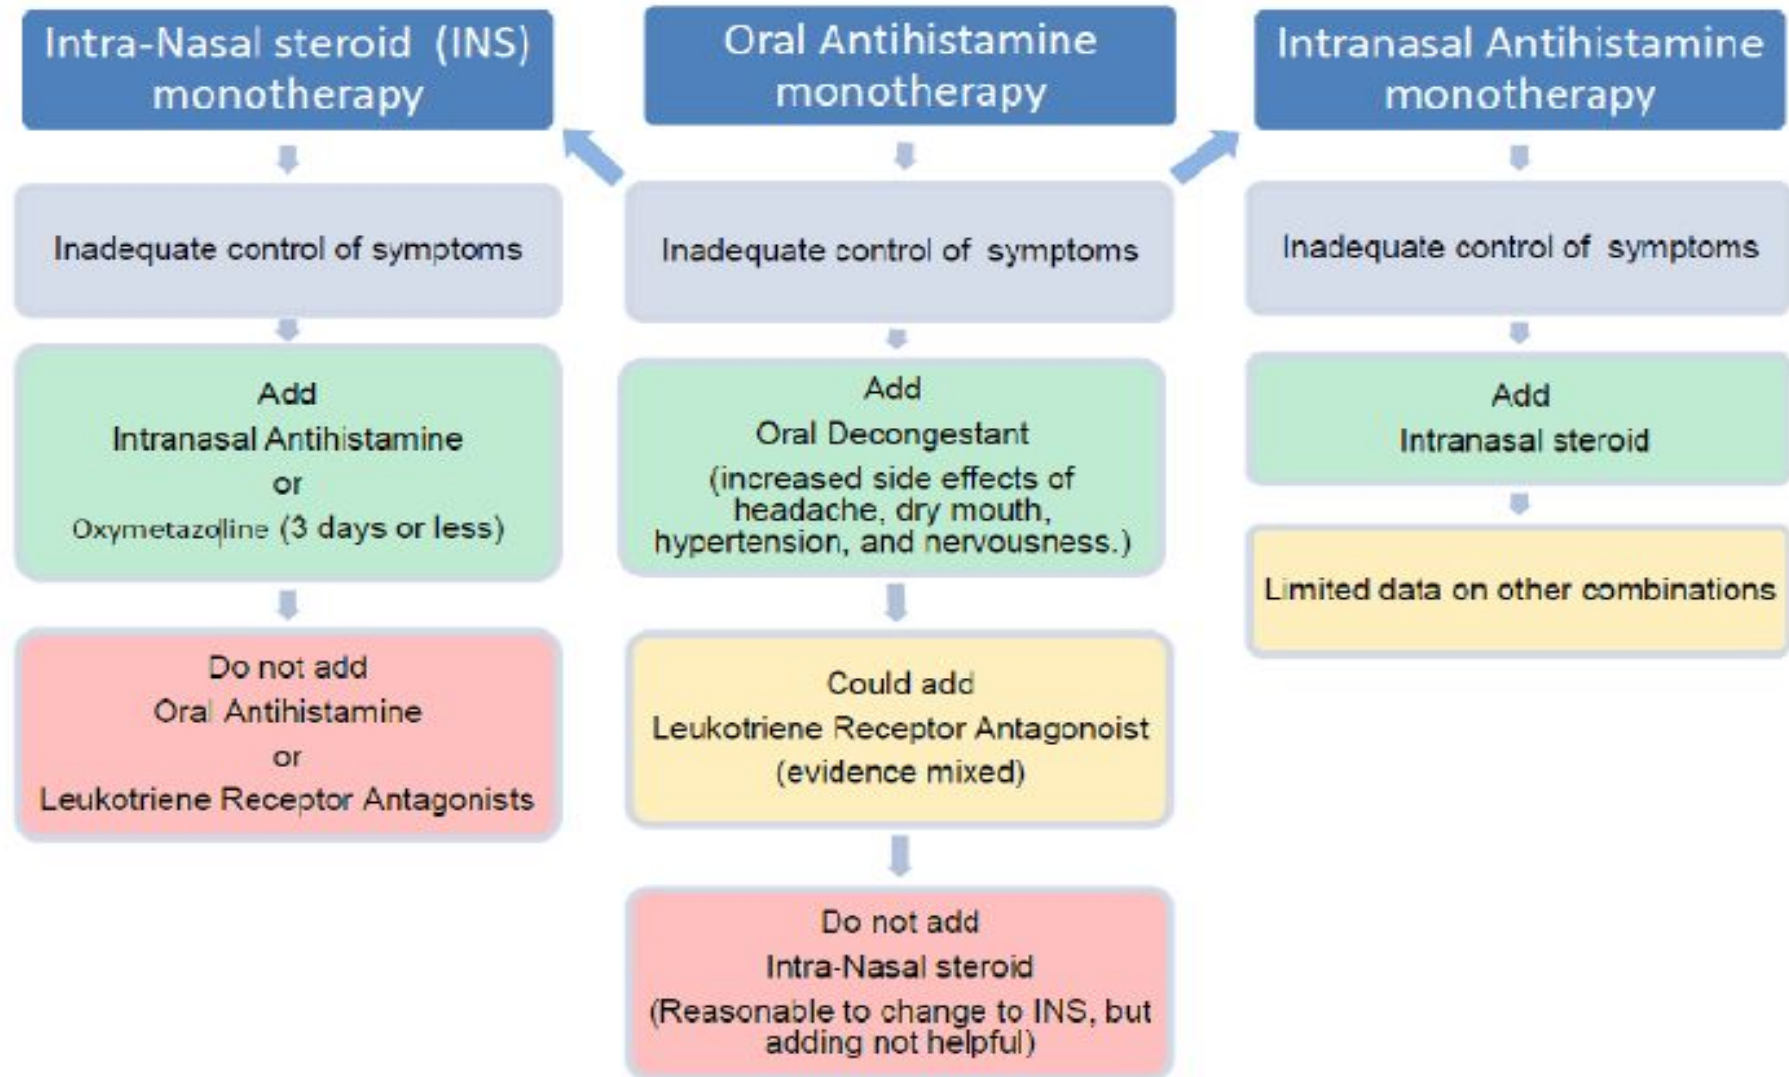 Intra-Nasal steroid (INS)
monotherapy
Inadequate control of symptoms
Add
Intranasal Antihistamine
or
Oxymetazoline (3 days or less)
Do not add
Oral Antihistamine
or
Leukotriene Receptor Antagonists
Oral Antihistamine
monotherapy
Inadequate control of symptoms
Add
Oral Decongestant
(increased side effects of
headache, dry mouth,
hypertension, and nervousness.)
Could add
Leukotriene Receptor Antagonoist
(evidence mixed)
Do not add
Intra-Nasal steroid
(Reasonable to change to INS, but
adding not helpful)
Intranasal Antihistamine
monotherapy
Inadequate control of symptoms
Add
Intranasal steroid
Limited data on other combinations